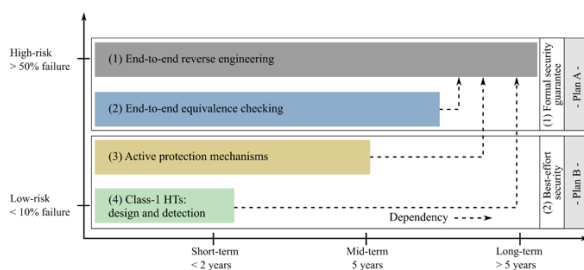 High-risk
> 50% failure
(1) End-to-end reverse engineering
(2) End-to-end equivalence checking
(1) Formal security
guarantee
- Plan A -
(3) Active protection mechanisms
(4) Class-1 HTs:
design and detection
Low-risk
< 10% failure
Dependency
(2) Best-effort
security
- Plan B -
Short-term
< 2 years
Mid-term
5 years
Long-term
> 5 years